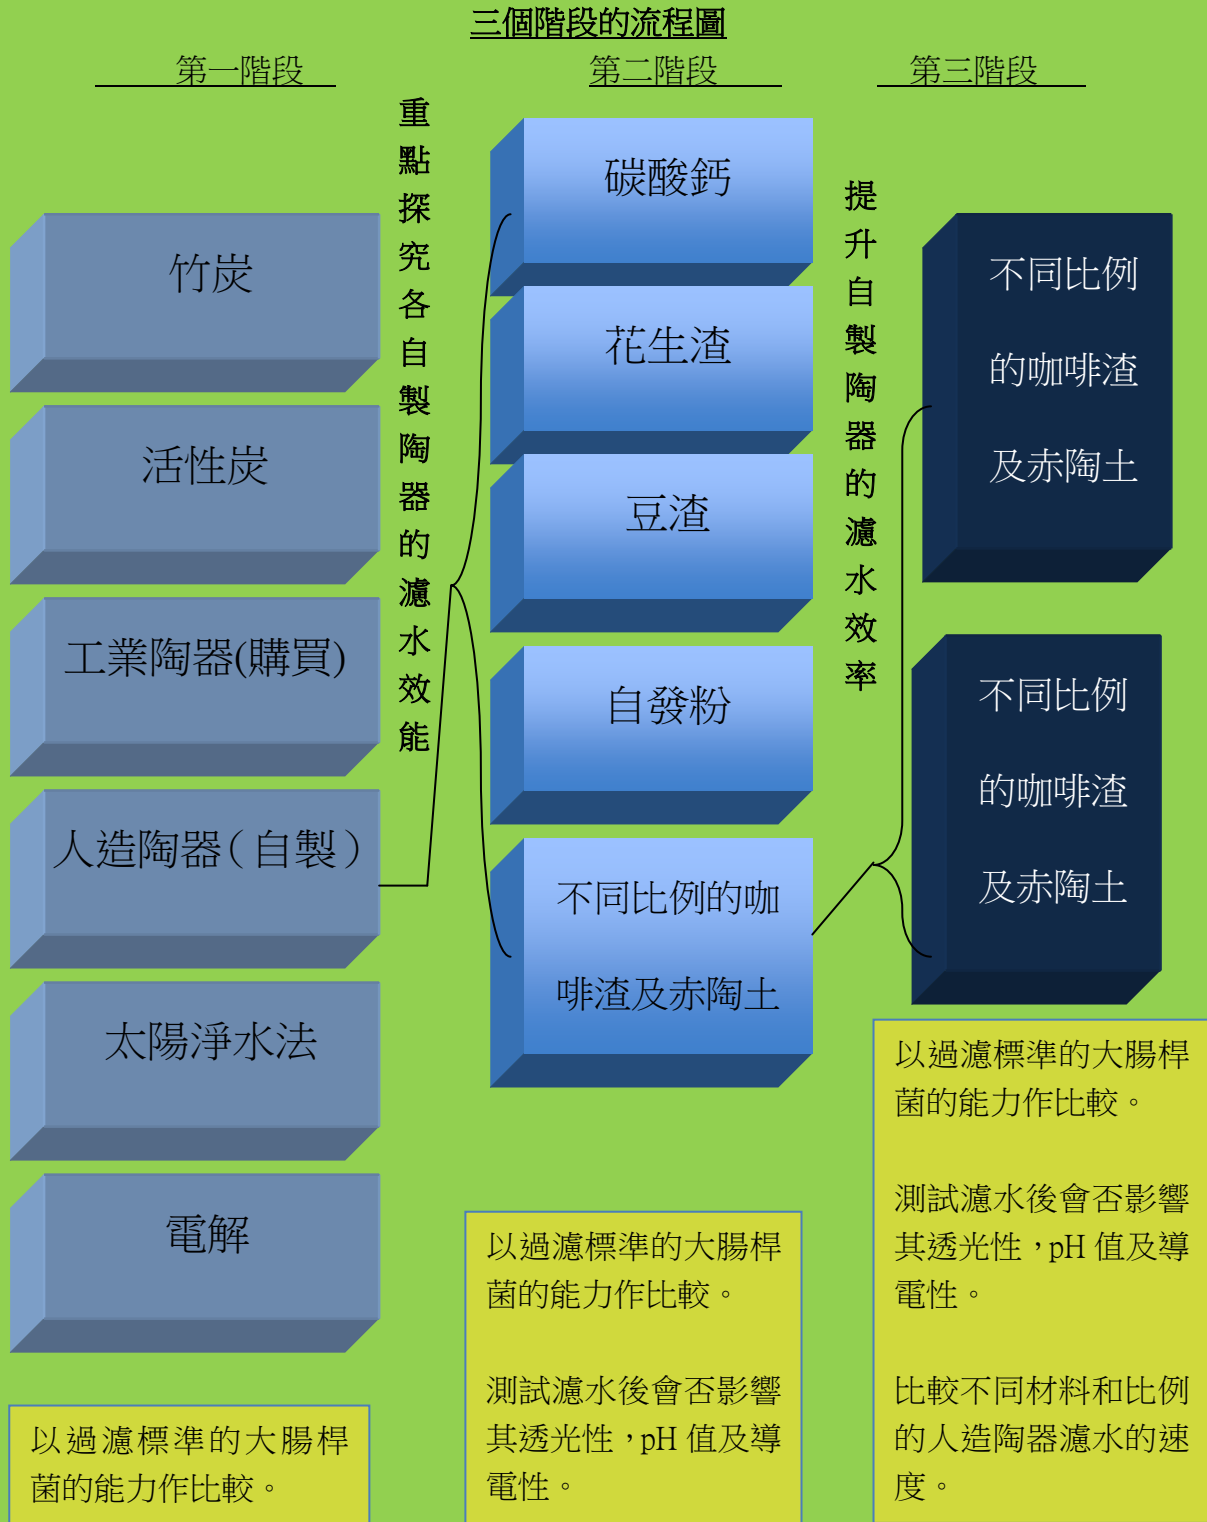 三個階段的流程圖
第一階段
第二階段
第三階段
竹炭
活性炭
工業陶器(購買)
人造陶器(自製)
太陽淨水法
電解
以過濾標準的大腸桿
菌的能力作比較。
重點探究各自製陶器的濾水效能
碳酸鈣
花生渣
豆渣
自發粉
不同比例的咖
啡渣及赤陶土
以過濾標準的大腸桿
菌的能力作比較。
測試濾水後會否影響
其透光性,pH 值及導
電性。
提升自製陶器的濾水效率
不同比例
的咖啡渣
及赤陶土
不同比例
的咖啡渣
及赤陶土
以過濾標準的大腸桿
菌的能力作比較。
測試濾水後會否影響
其透光性,pH 值及導
電性。
比較不同材料和比例
的人造陶器濾水的速
度。